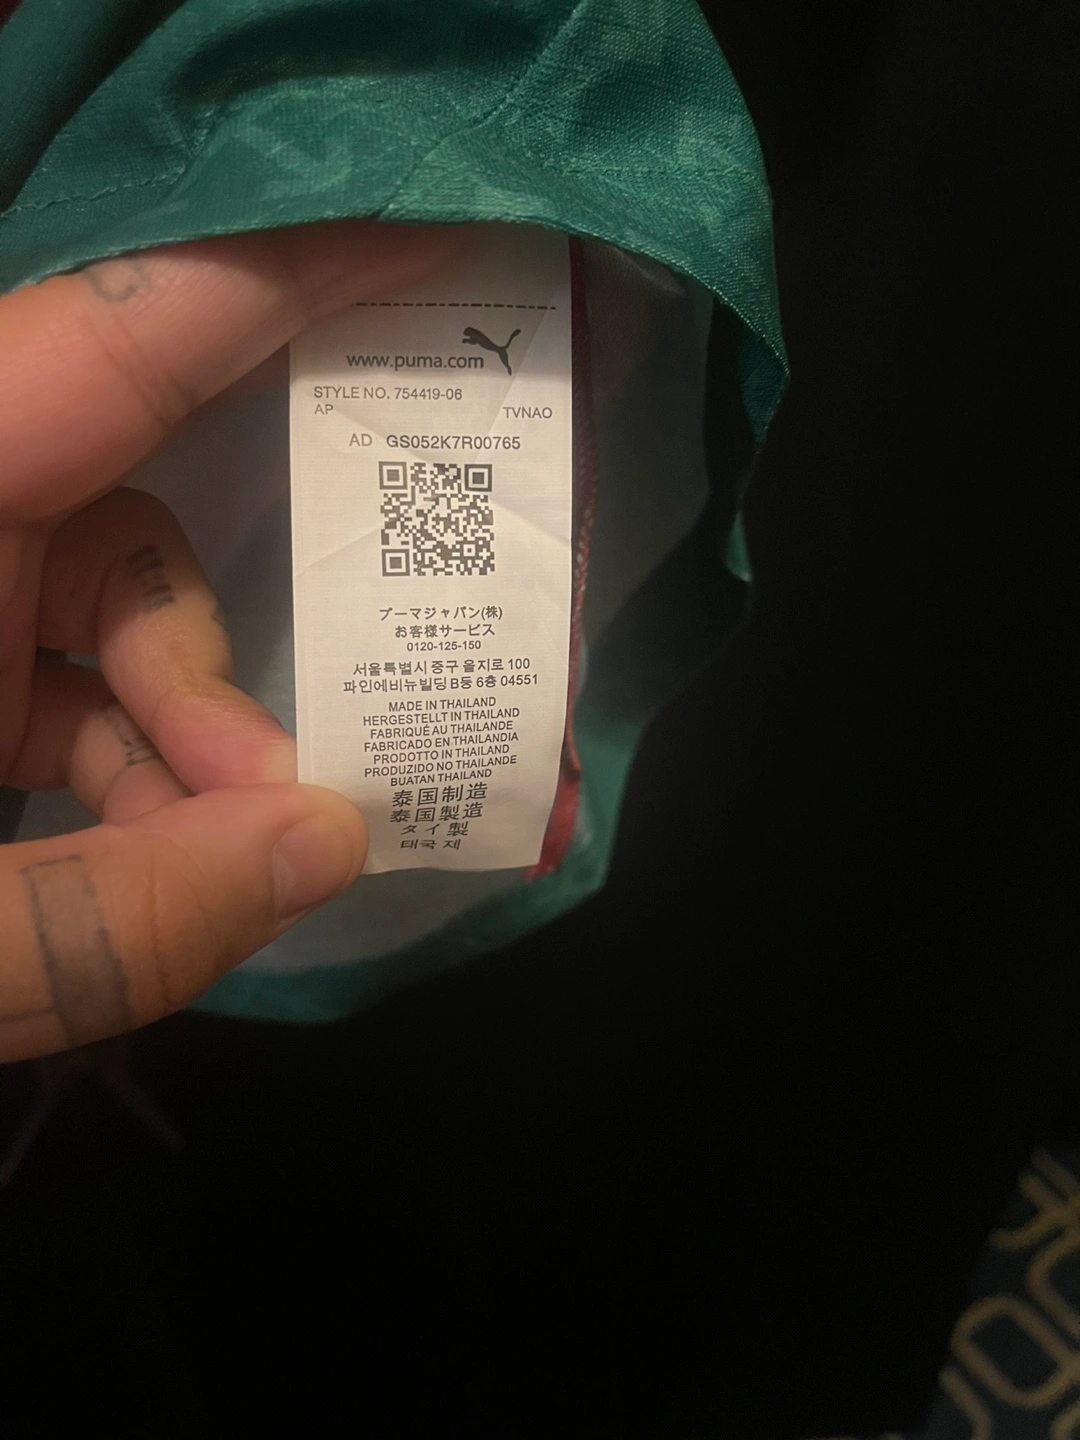 www.puma.com
STYLE NO. 754419-06
AP TVNAO
AD GS052K7R00765
プーマジャパン(株)
お客様サービス
0120-125-150
서울특별시 중구 을지로 100
파인에비뉴빌딩 B동 6층 04551
MADE IN THAILAND
HERGESTELLT IN THAILAND
FABRIQUÉ AU THAILANDE
FABRICADO EN THAILANDIA
PRODOTTO IN THAILAND
PRODUZIDO NO THAILANDE
BUATAN THAILAND
泰国制造
泰国製造
タイ製
태국 제